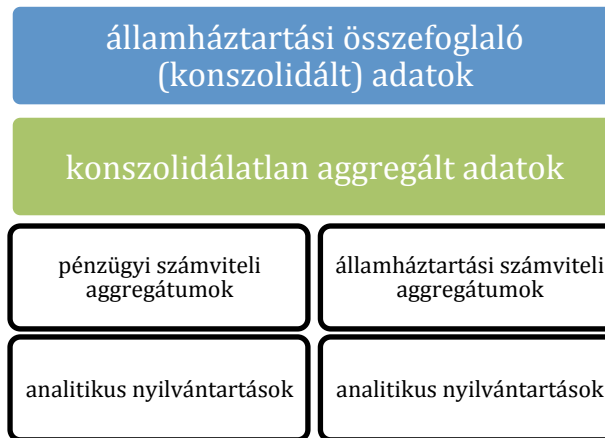 államháztartási összefoglaló
(konszolidált) adatok
konszolidálatlan aggregált adatok
pénzügyi számviteli
aggregátumok
államháztartási számviteli
aggregátumok
analitikus nyilvántartások
analitikus nyilvántartások